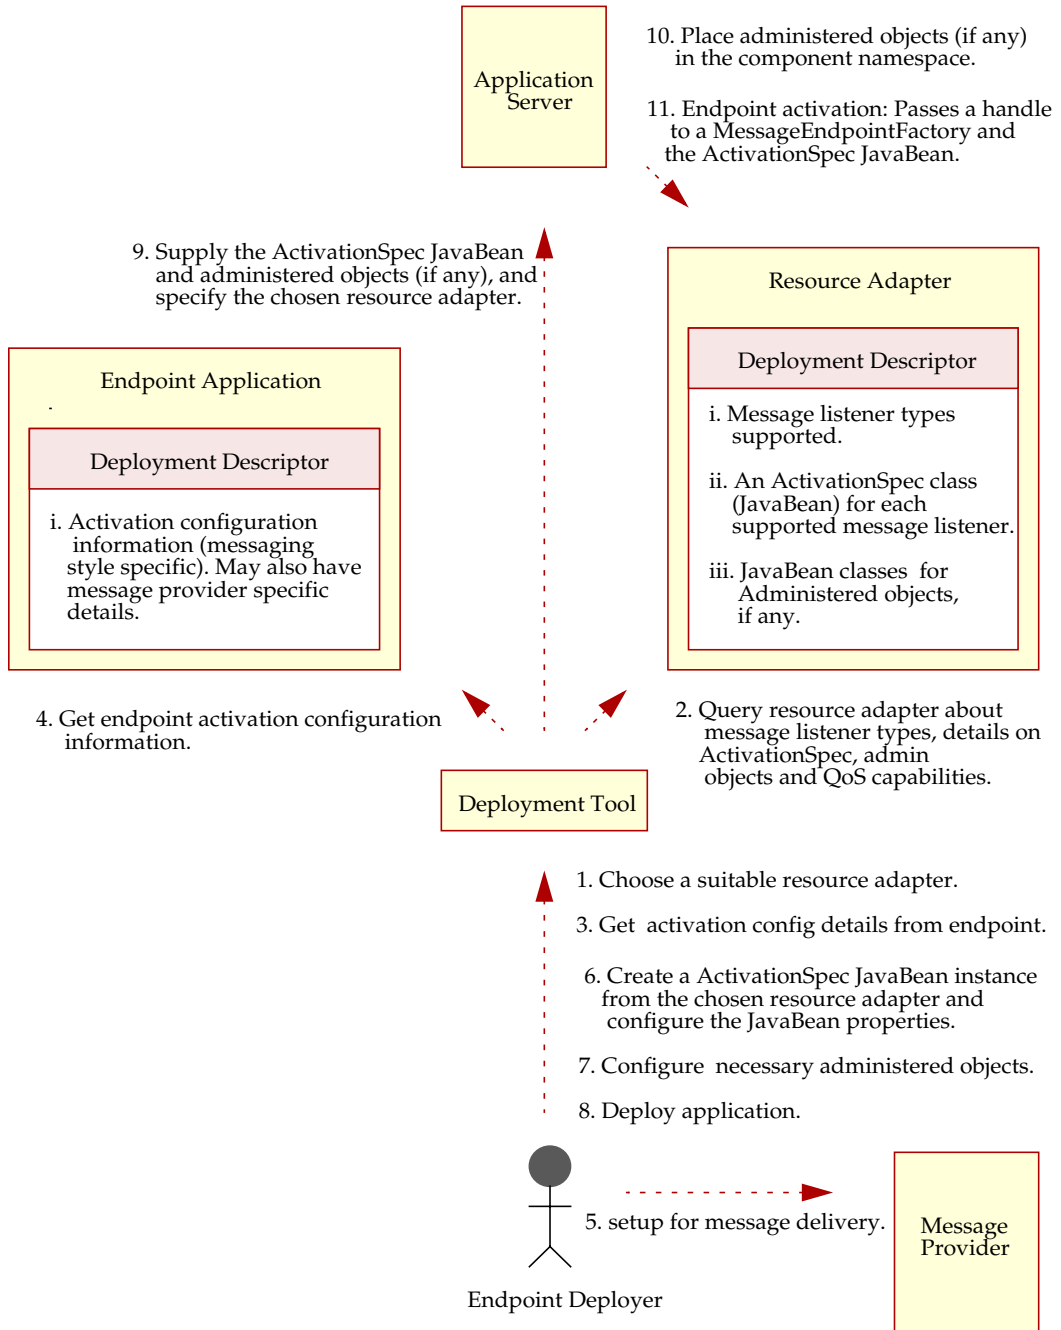 Application
Server
10. Place administered objects (if any)
in the component namespace.
11. Endpoint activation: Passes a handle
to a MessageEndpointFactory and
the ActivationSpec JavaBean.
9. Supply the ActivationSpec JavaBean
and administered objects (if any), and
specify the chosen resource adapter.
Resource Adapter
Deployment Descriptor
i. Message listener types
supported.
ii. An ActivationSpec class
(JavaBean) for each
supported message listener.
iii. JavaBean classes for
Administered objects,
if any.
Endpoint Application
.
Deployment Descriptor
i. Activation configuration
information (messaging
style specific). May also have
message provider specific
details.
4. Get endpoint activation configuration
information.
2. Query resource adapter about
message listener types, details on
ActivationSpec, admin
objects and QoS capabilities.
Deployment Tool
1. Choose a suitable resource adapter.
3. Get activation config details from endpoint.
6. Create a ActivationSpec JavaBean instance
from the chosen resource adapter and
configure the JavaBean properties.
7. Configure necessary administered objects.
8. Deploy application.
5. setup for message delivery.
Message
Provider
Endpoint Deployer